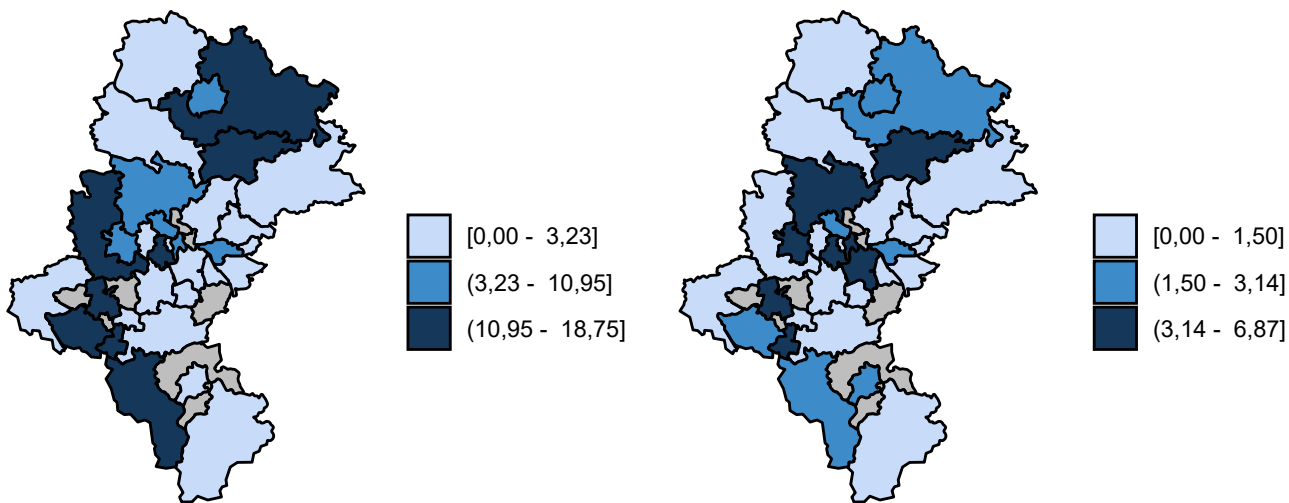 [0,00 - 3,23]
(3,23 - 10,95]
(10,95 - 18,75]
[0,00 - 1,50]
(1,50 - 3,14]
(3,14 - 6,87]